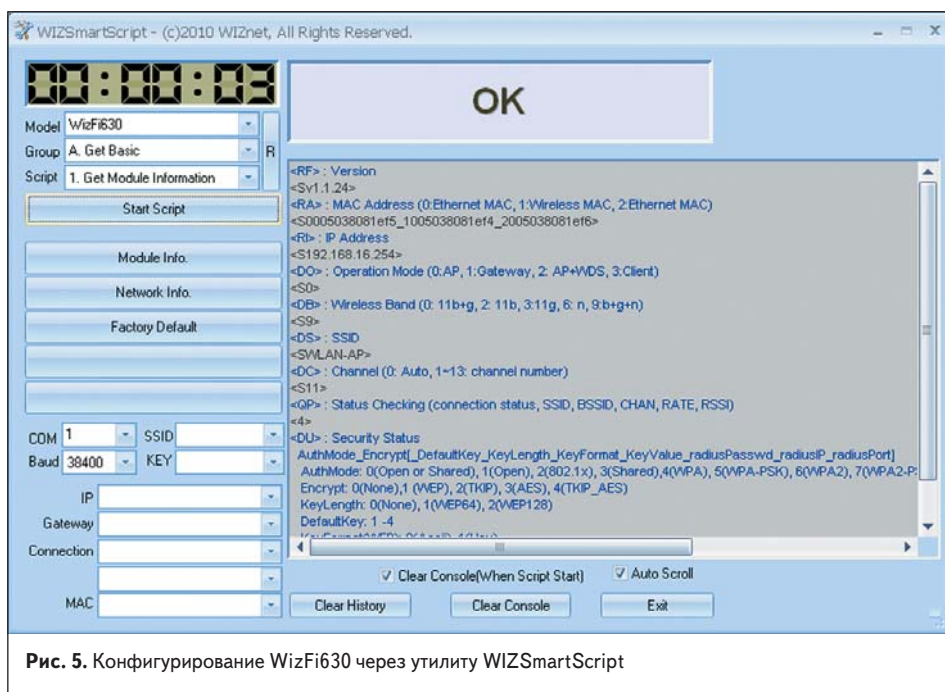 WIZSmartScript - (c)2010 WIZnet, All Rights Reserved.
00:00:03
OK
Model WizFi630
Group A. Get Basic
R
Script 1. Get Module Information
Start Script
Module Info.
Network Info.
Factory Default
COM 1 SSID
Baud 38400 KEY
IP
Gateway
Connection
MAC
<RF> : Version
<Sv1.1.24>
<RA> : MAC Address (0:Ethernet MAC, 1:Wireless MAC, 2:Ethernet MAC)
<S0005038081ef5_1005038081ef4_2005038081ef6>
<RI> : IP Address
<S192.168.16.254>
<DO> : Operation Mode (0:AP, 1:Gateway, 2: AP+WDS, 3:Client)
<S0>
<DB> : Wireless Band (0: 11b+g, 2: 11b, 3:11g, 6: n, 9:b+g+n)
<S9>
<DS> : SSID
<SWLAN-AP>
<DC> : Channel (0: Auto, 1~13: channel number)
<S11>
<QP> : Status Checking (connection status, SSID, BSSID, CHAN, RATE, RSSI)
<4>
<DU> : Security Status
AuthMode_Encrypt[_DefaultKey_KeyLength_KeyFormat_KeyValue_radiusPasswd_radiusIP_radiusPort]
AuthMode: 0(Open or Shared), 1(Open), 2(802.1x), 3(Shared),4(WPA), 5(WPA-PSK), 6(WPA2), 7(WPA2-P
Encrypt: 0(None),1 (WEP), 2(TKIP), 3(AES), 4(TKIP_AES)
KeyLength: 0(None), 1(WEP64), 2(WEP128)
DefaultKey: 1 -4
Clear Console(When Script Start) Auto Scroll
Clear History Clear Console Exit
Рис. 5. Конфигурирование WizFi630 через утилиту WIZSmartScript